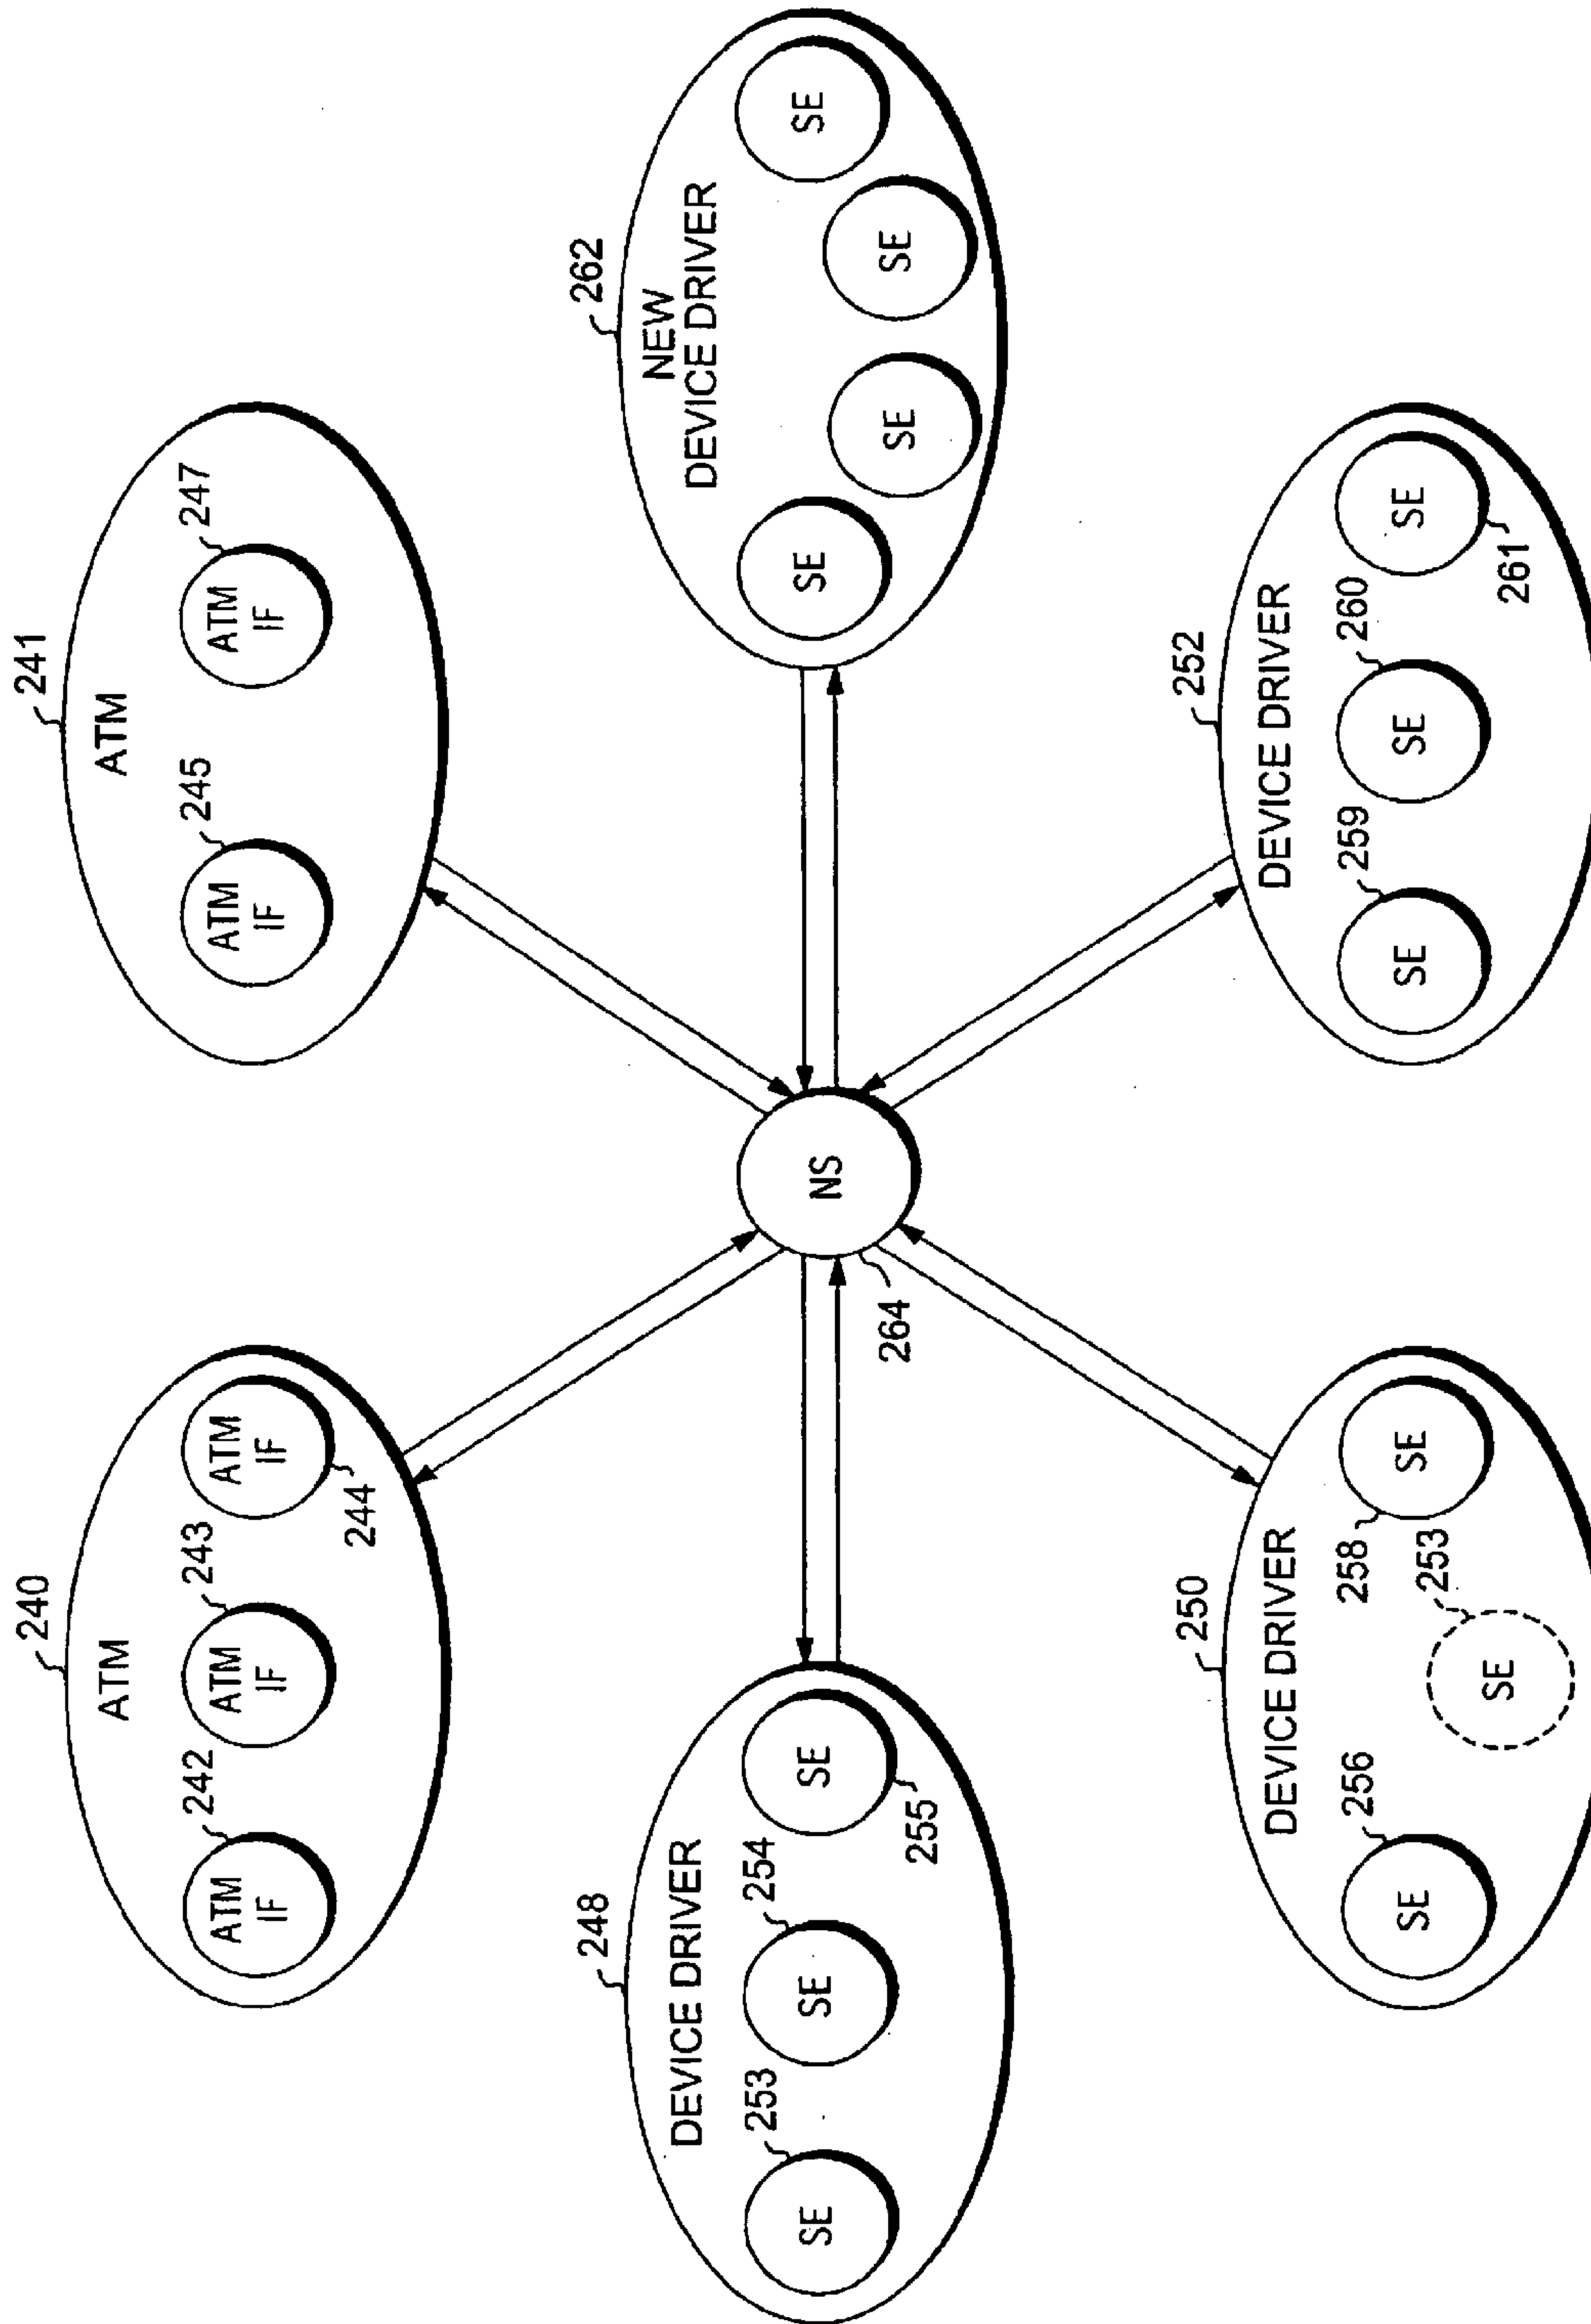 240
ATM
242
243
ATM
IF
ATM
IF
ATM
IF
244
241
ATM
245
247
ATM
IF
ATM
IF
248
DEVICE DRIVER
253
254
SE
SE
SE
255
NS
264
262
NEW
DEVICE DRIVER
SE
SE
SE
SE
250
DEVICE DRIVER
256
258
SE
SE
253
SE
252
DEVICE DRIVER
259
260
SE
SE
SE
261